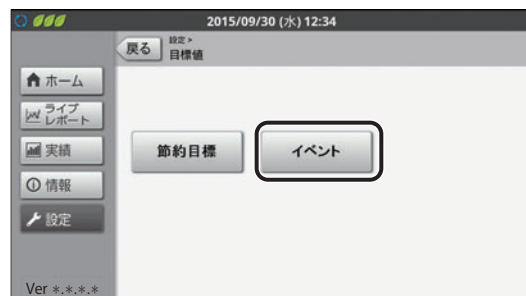 2015/09/30 (水) 12:34
戻る
設定 >
目標値
ホーム
ライブ
レポート
実績
情報
設定
節約目標
イベント
Ver *.*.*.*